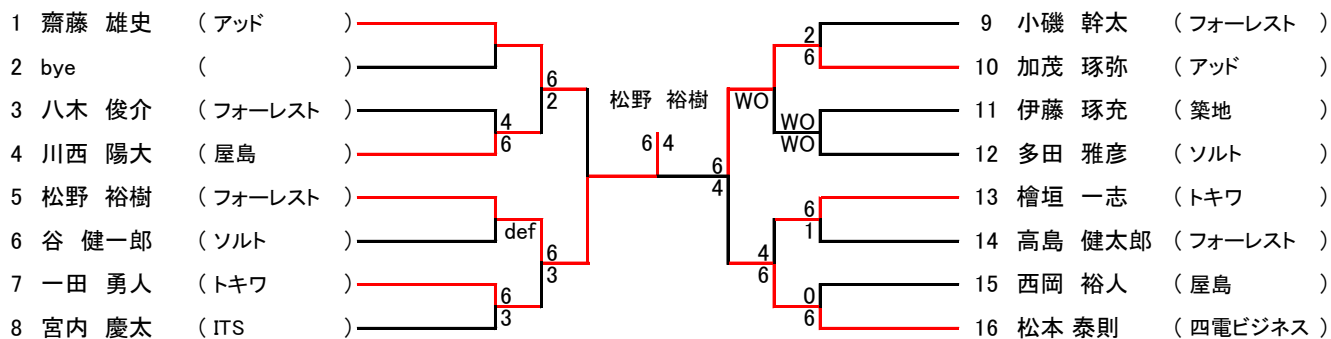 1 齋藤 雄史 ( アッド )
2 bye ( )
3 八木 俊介 ( フォーレスト )
4 川西 陽大 ( 屋島 )
5 松野 裕樹 ( フォーレスト )
6 谷 健一郎 ( ソルト )
7 一田 勇人 ( トキワ )
8 宮内 慶太 ( ITS )
4
6
def
6
3
6
2
6
3
松野 裕樹
6 4
6
4
WO
4
6
2
6
WO
WO
6
1
0
6
9 小磯 幹太 ( フォーレスト )
10 加茂 琢弥 ( アッド )
11 伊藤 琢充 ( 築地 )
12 多田 雅彦 ( ソルト )
13 檜垣 一志 ( トキワ )
14 高島 健太郎 ( フォーレスト )
15 西岡 裕人 ( 屋島 )
16 松本 泰則 ( 四電ビジネス )